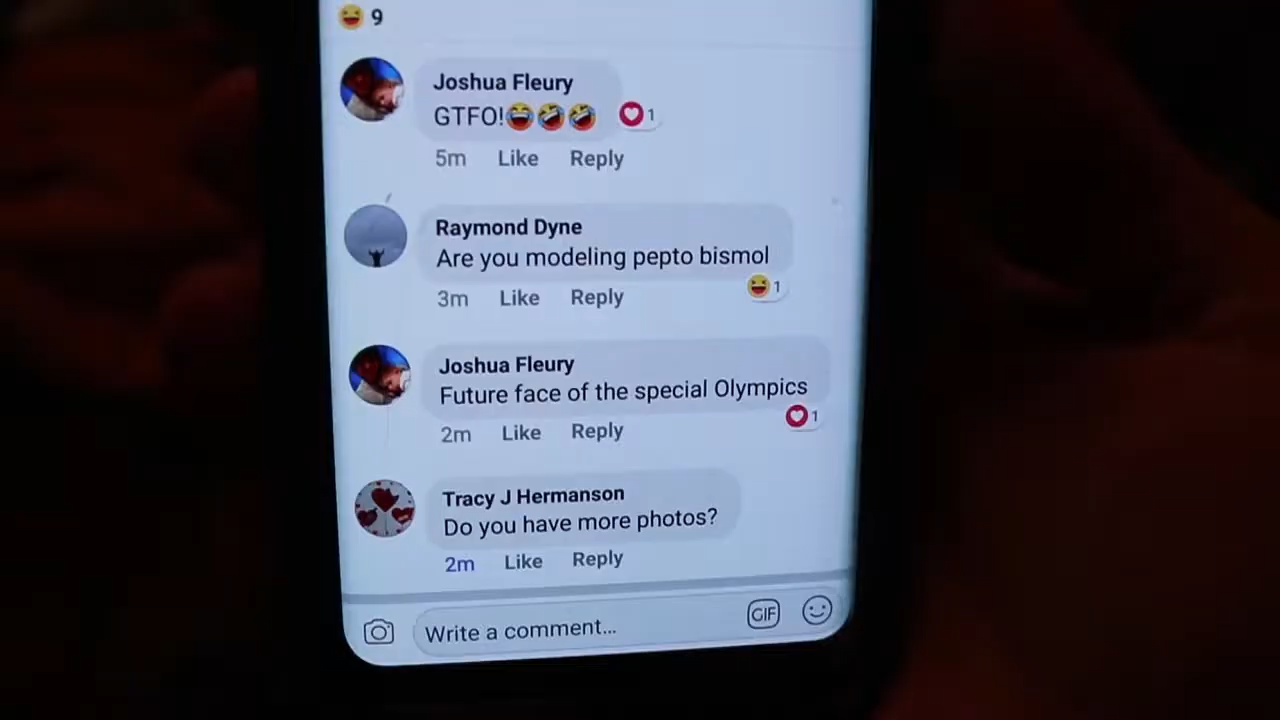 9
Joshua Fleury
GTFO!😂🤣🤣 1
5m Like Reply
Raymond Dyne
Are you modeling pepto bismol
1
3m Like Reply
Joshua Fleury
Future face of the special Olympics
1
2m Like Reply
Tracy J Hermanson
Do you have more photos?
2m Like Reply
Write a comment...
GIF